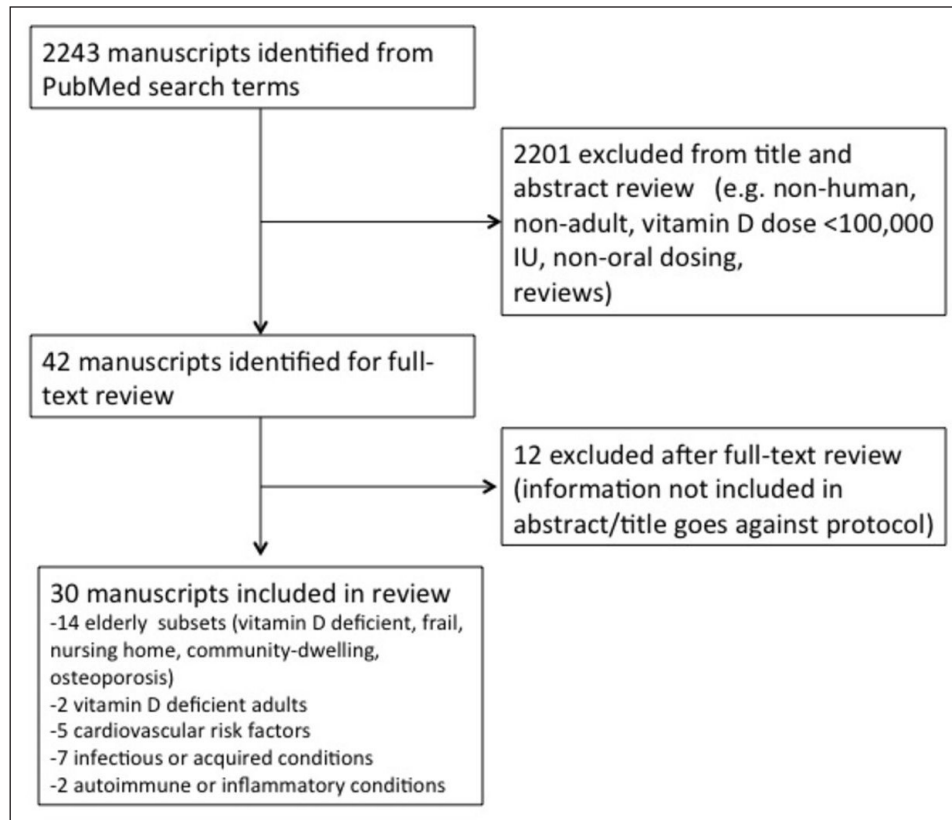 2243 manuscripts identified from
PubMed search terms
2201 excluded from title and
abstract review (e.g. non-human,
non-adult, vitamin D dose <100,000
IU, non-oral dosing,
reviews)
42 manuscripts identified for full-
text review
12 excluded after full-text review
(information not included in
abstract/title goes against protocol)
30 manuscripts included in review
-14 elderly subsets (vitamin D deficient, frail,
nursing home, community-dwelling,
osteoporosis)
-2 vitamin D deficient adults
-5 cardiovascular risk factors
-7 infectious or acquired conditions
-2 autoimmune or inflammatory conditions